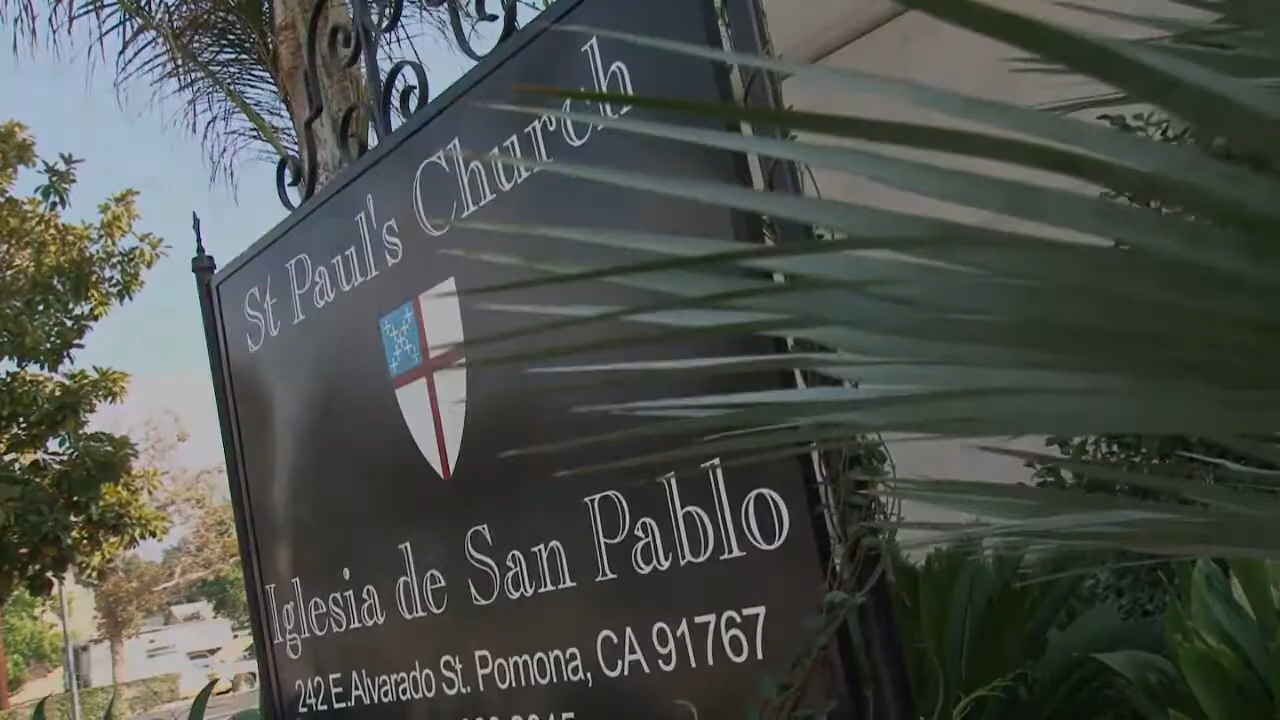 St Paul's Church
Iglesia de San Pablo
242 E.Alvarado St. Pomona, CA 91767